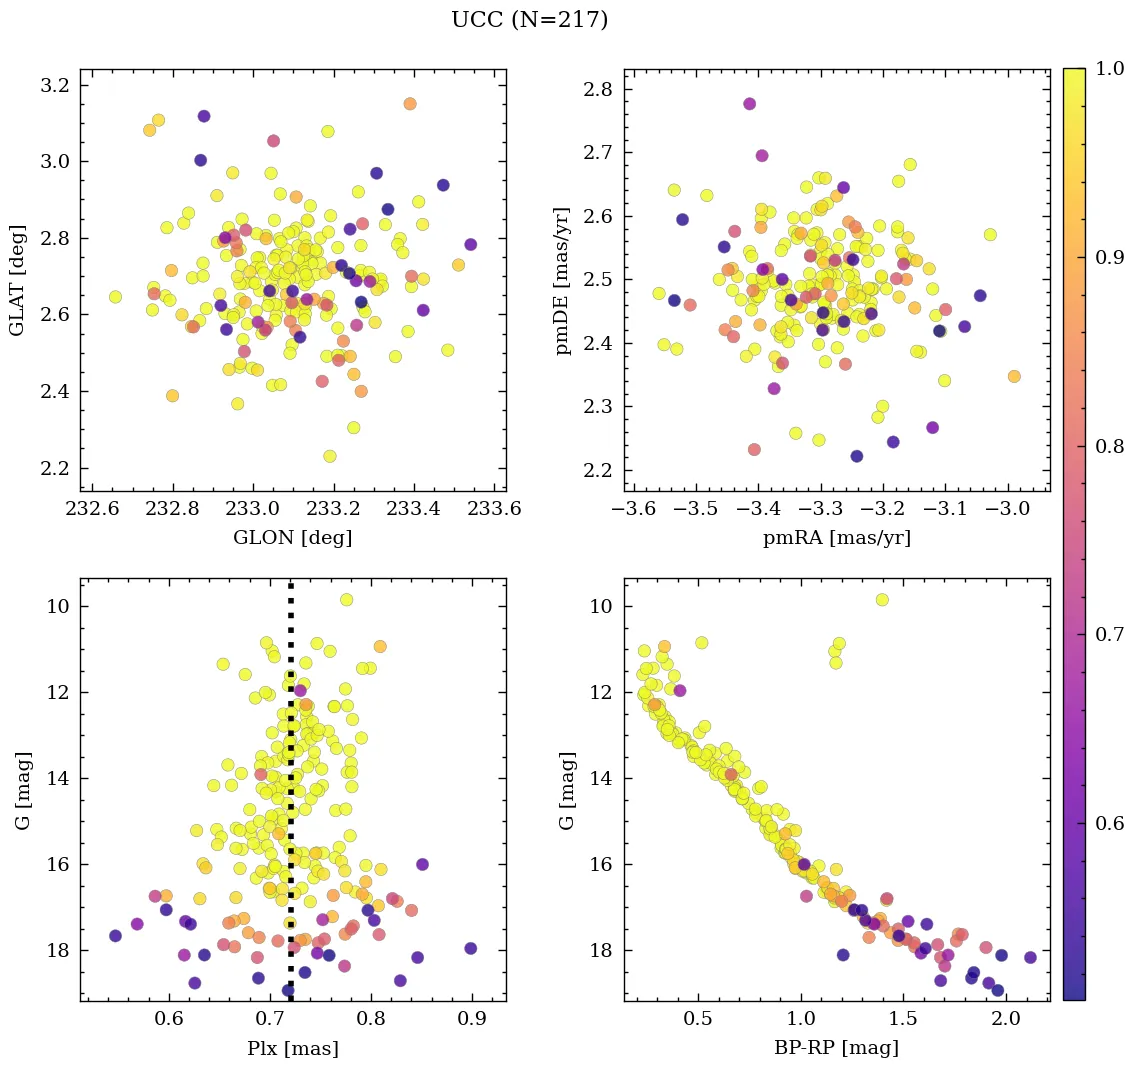 UCC (N=217)
3.2
3.0
2.8
2.6
2.4
2.2
GLAT [deg]
232.6 232.8 233.0 233.2 233.4 233.6
GLON [deg]
2.8
2.7
2.6
2.5
2.4
2.3
2.2
pmDE [mas/yr]
−3.6 −3.5 −3.4 −3.3 −3.2 −3.1 −3.0
pmRA [mas/yr]
1.0
0.9
0.8
0.7
0.6
10
12
14
16
18
G [mag]
0.6 0.7 0.8 0.9
Plx [mas]
10
12
14
16
18
G [mag]
0.5 1.0 1.5 2.0
BP-RP [mag]